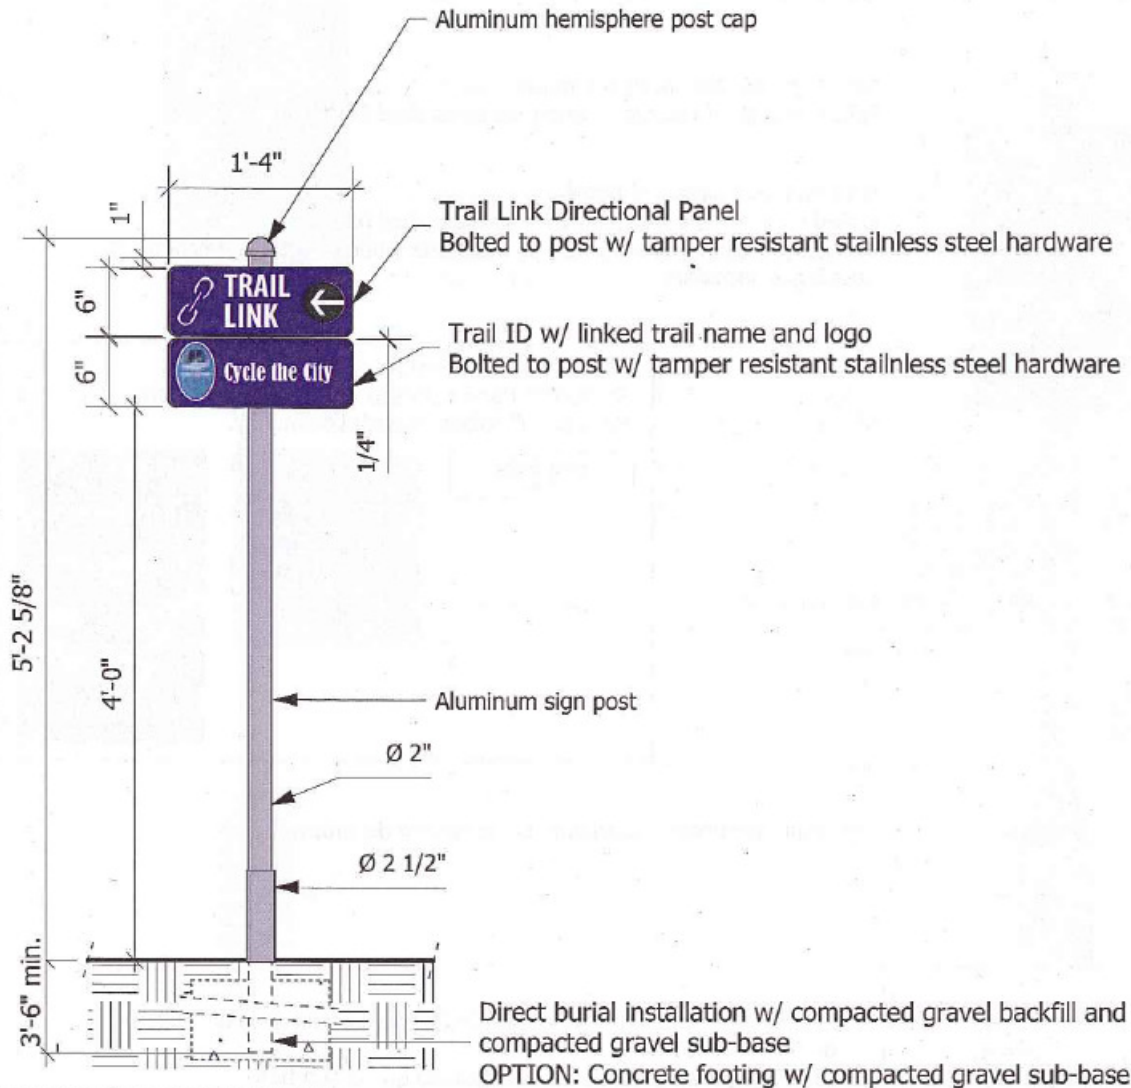 Aluminum hemisphere post cap
1'-4"
1"
Trail Link Directional Panel
Bolted to post w/ tamper resistant stailnless steel hardware
TRAIL
LINK
6"
Trail ID w/ linked trail name and logo
Bolted to post w/ tamper resistant stailnless steel hardware
Cycle the City
6"
1/4"
5'-2 5/8"
4'-0"
Aluminum sign post
Ø 2"
Ø 2 1/2"
3'-6" min.
Direct burial installation w/ compacted gravel backfill and
compacted gravel sub-base
OPTION: Concrete footing w/ compacted gravel sub-base